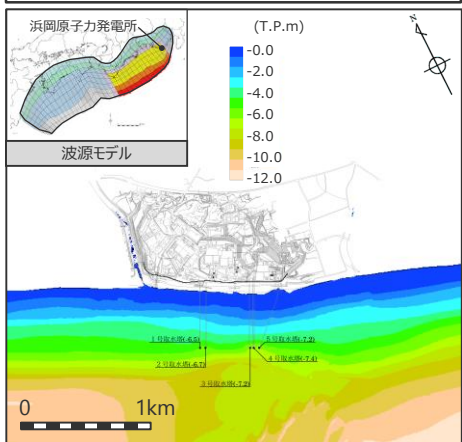 浜岡原子力発電所
波源モデル
(T.P.m)
-0.0
-2.0
-4.0
-6.0
-8.0
-10.0
-12.0
N
1号取水塔(-6.5)
2号取水塔(-6.7)
3号取水塔(-7.2)
5号取水塔(-7.2)
4号取水塔(-7.4)
0 1km